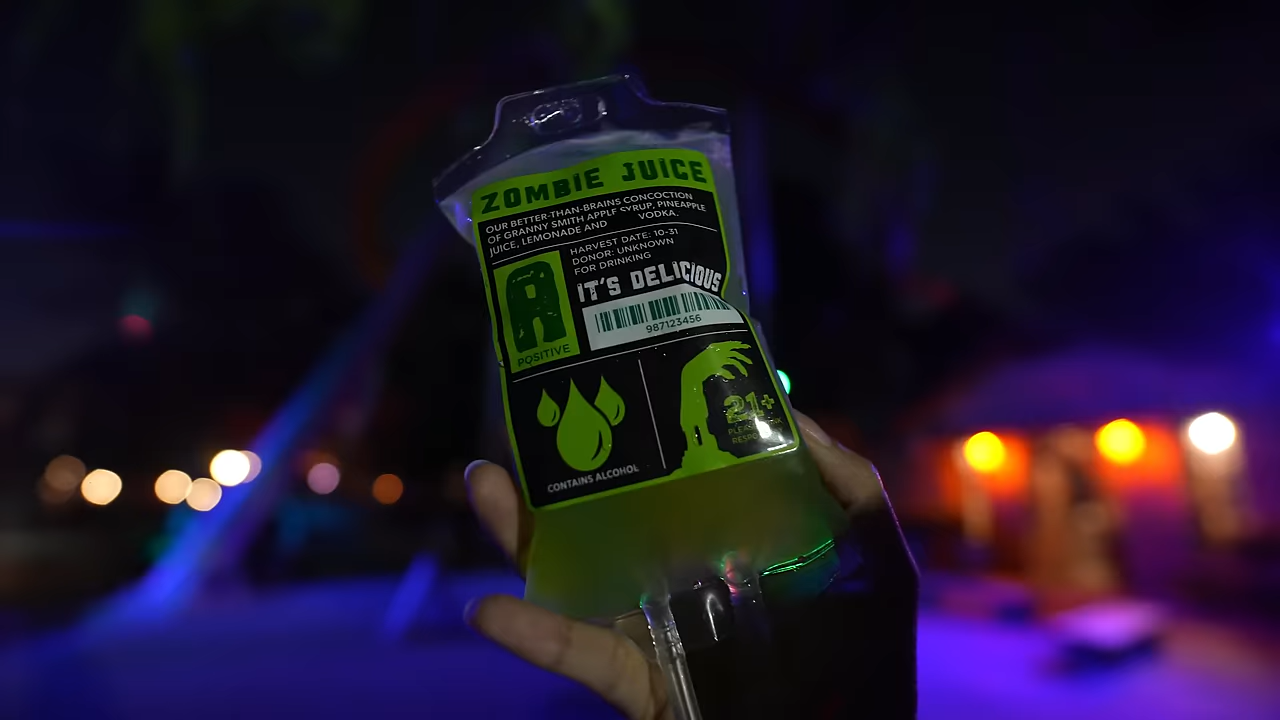 ZOMBIE JUICE
OUR BETTER-THAN-BRAINS CONCOCTION
OF GRANNY SMITH APPLE SYRUP, PINEAPPLE
JUICE, LEMONADE AND VODKA.
HARVEST DATE: 10-31
DONOR: UNKNOWN
FOR DRINKING
IT'S DELICIOUS
987123456
A
POSITIVE
21+
CONTAINS ALCOHOL